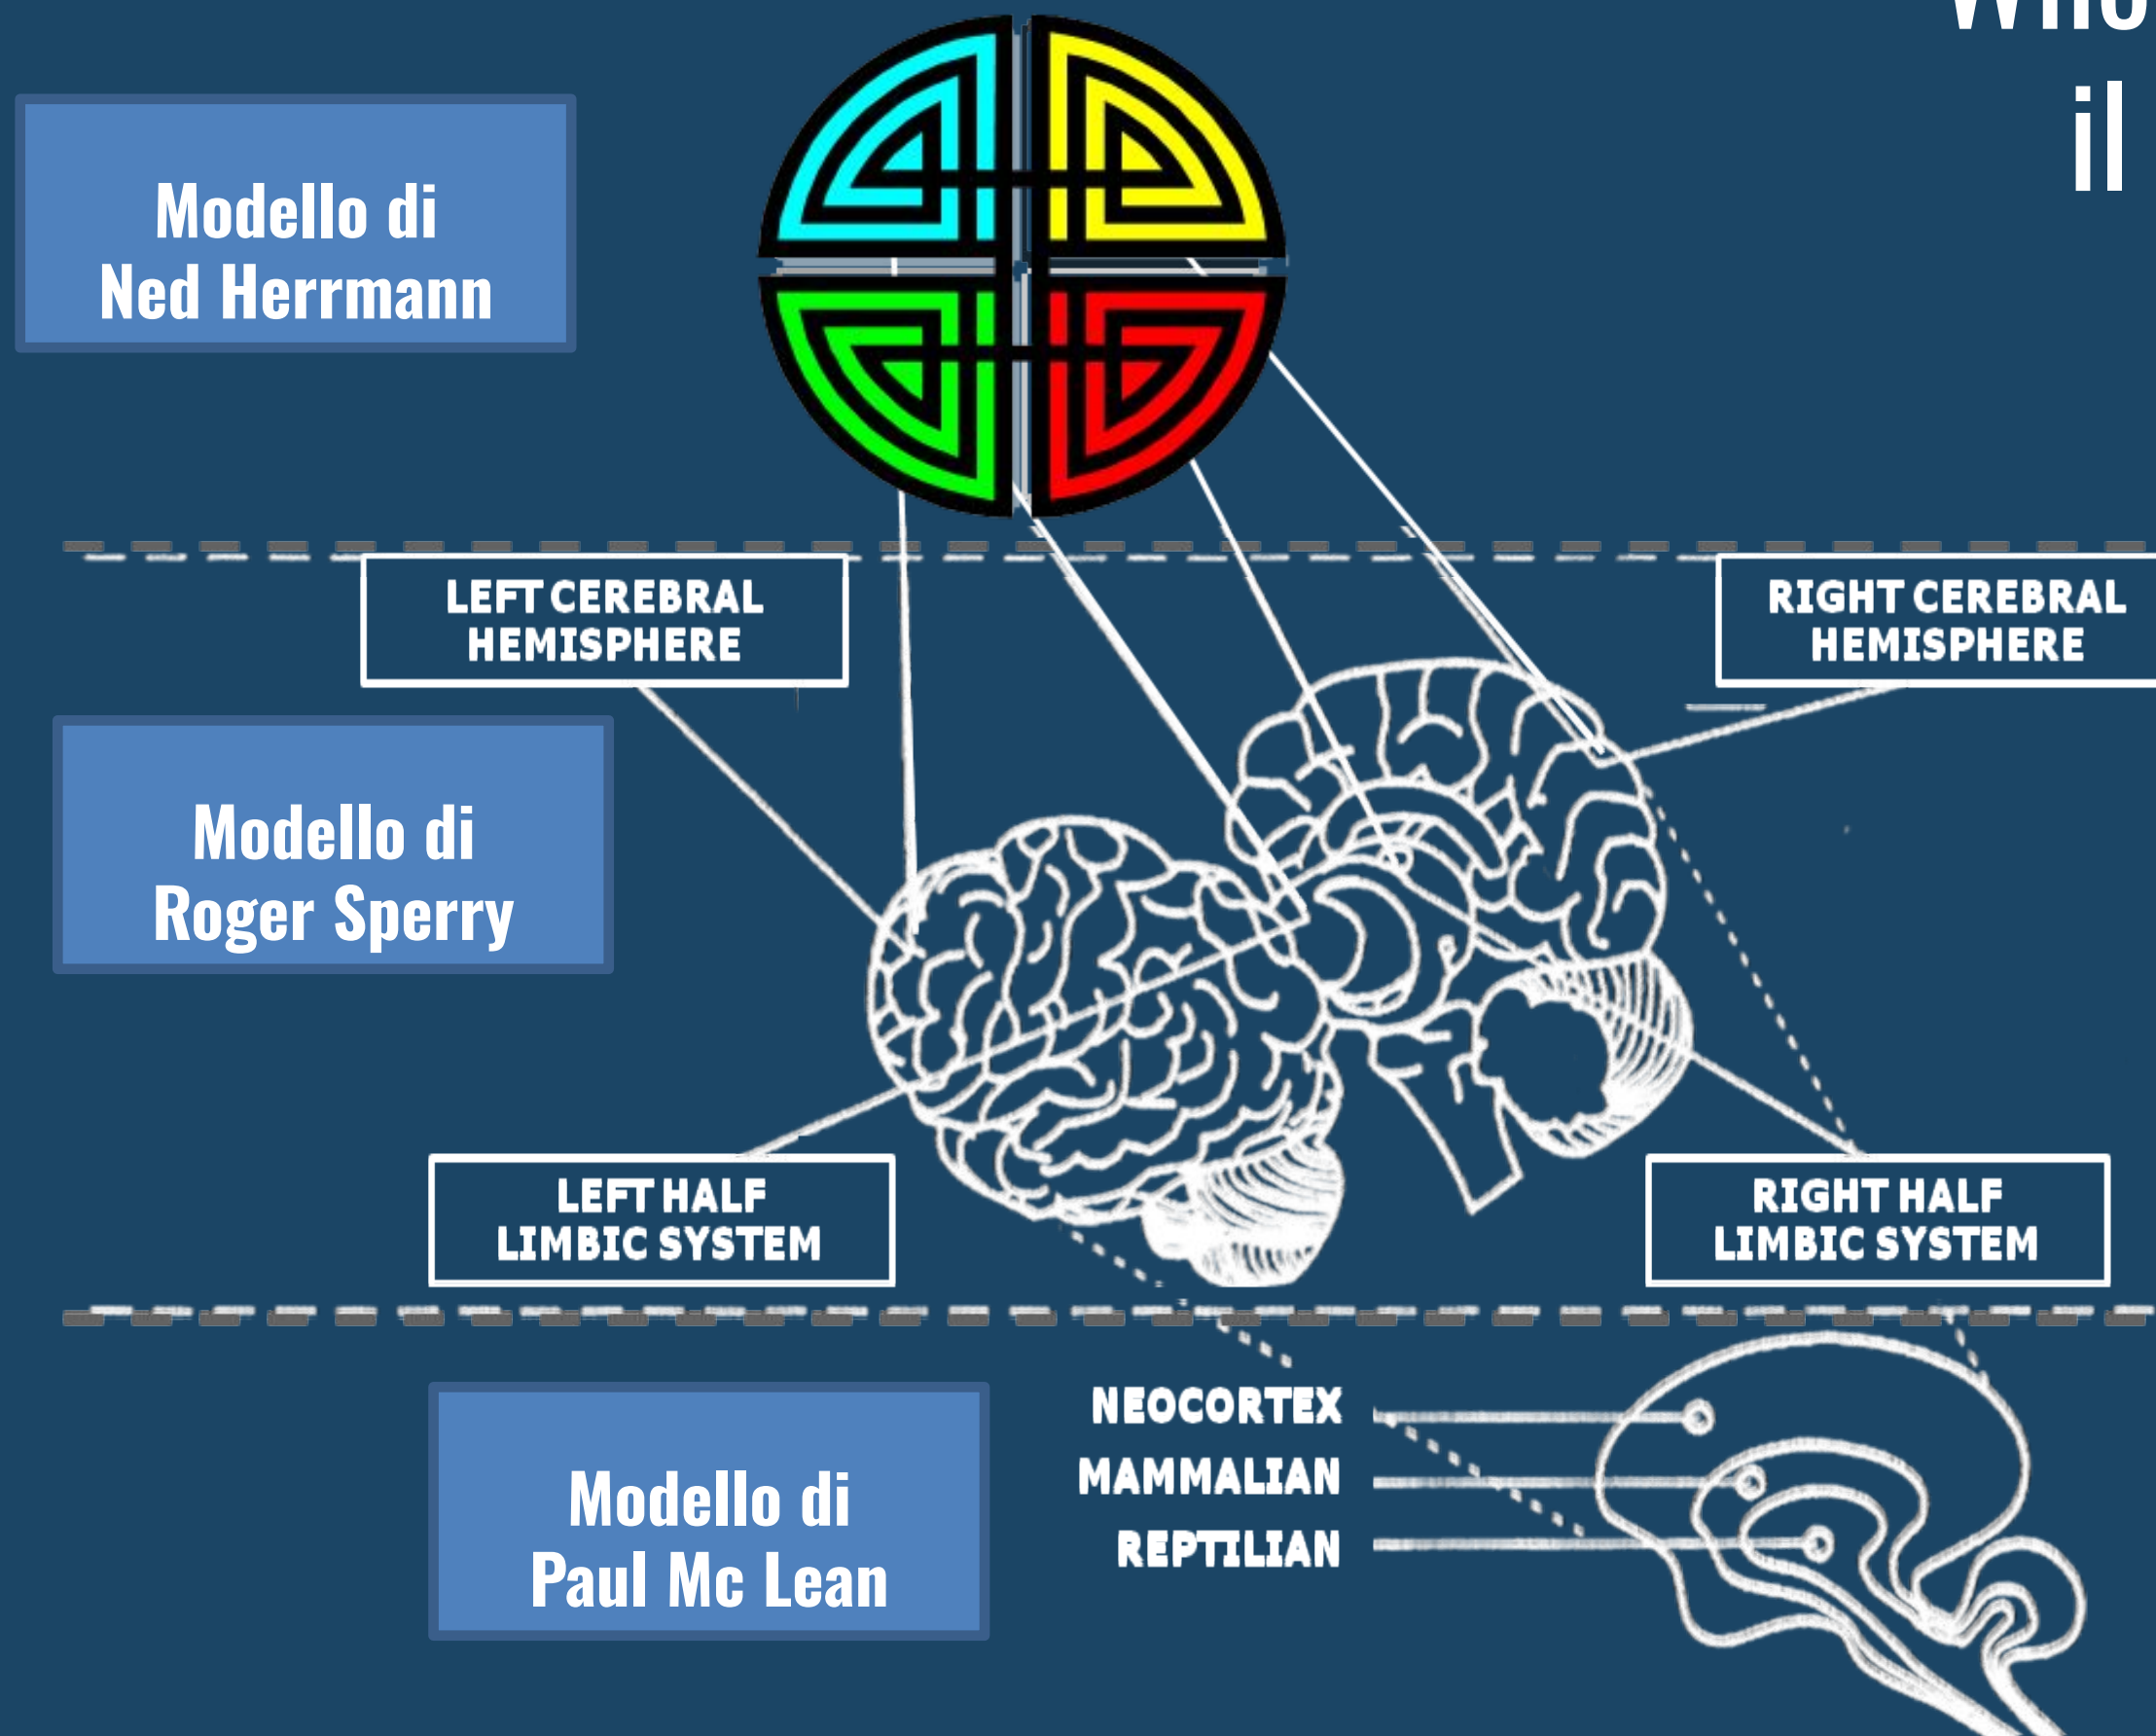 il
Modello di
Ned Herrmann
LEFT CEREBRAL
HEMISPHERE
RIGHT CEREBRAL
HEMISPHERE
Modello di
Roger Sperry
LEFT HALF
LIMBIC SYSTEM
RIGHT HALF
LIMBIC SYSTEM
Modello di
Paul Mc Lean
NEOCORTEX
MAMMALIAN
REPTILIAN